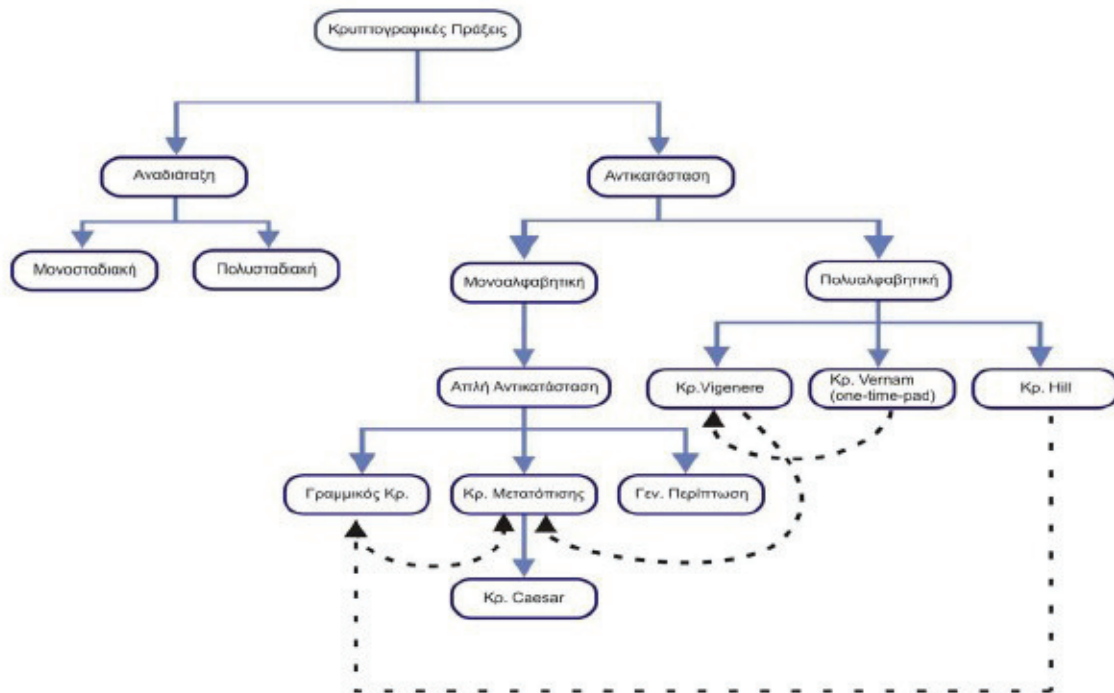 Κρυπτογραφικές Πράξεις
Αναδιάταξη
Αντικατάσταση
Μονοσταδιακή
Πολυσταδιακή
Μονοαλφαβητική
Πολυαλφαβητική
Απλή Αντικατάσταση
Κρ.Vigenere
Κρ. Vernam
(one-time-pad)
Κρ. Hill
Γραμμικός Κρ.
Κρ. Μετατόπισης
Γεν. Περίπτωση
Κρ. Caesar